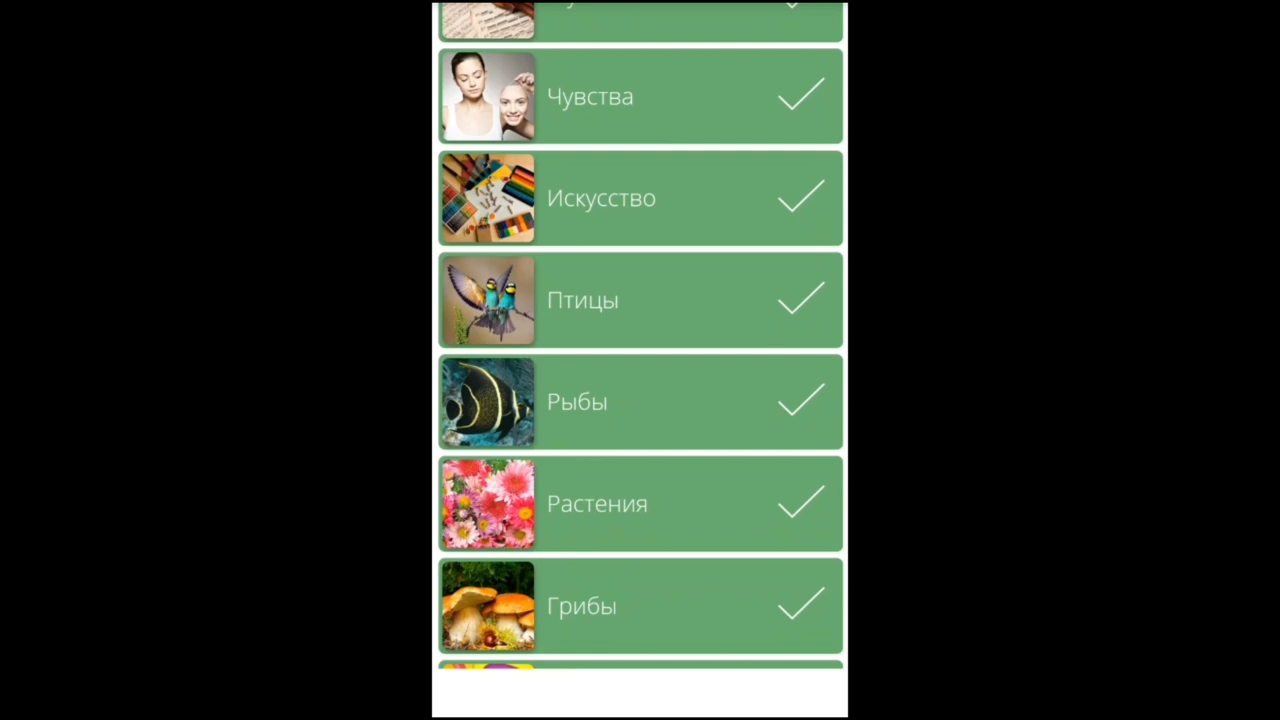 Чувства
Искусство
Птицы
Рыбы
Растения
Грибы